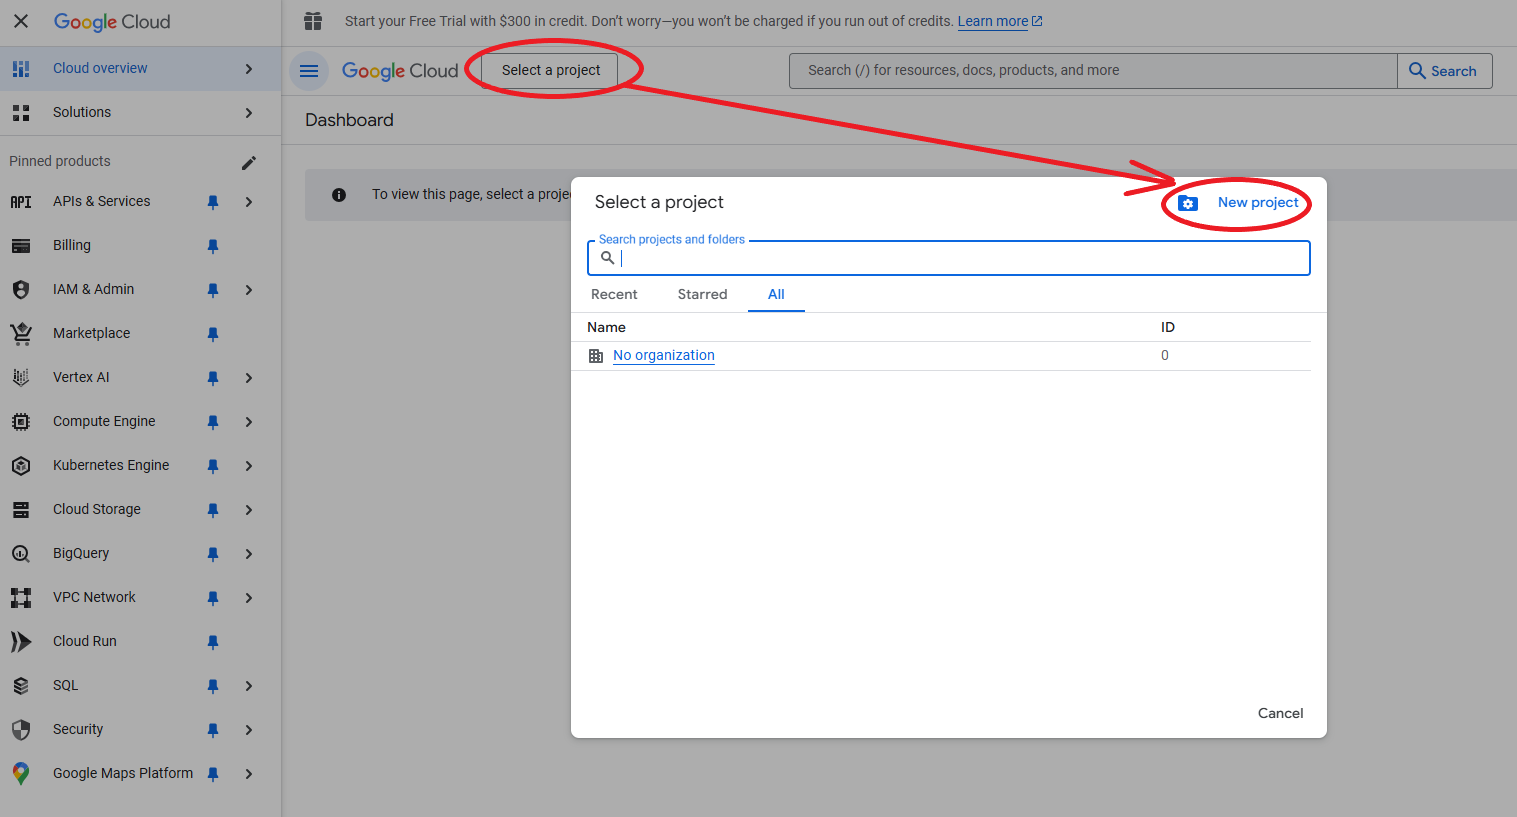 Google Cloud
Start your Free Trial with $300 in credit. Don’t worry—you won’t be charged if you run out of credits. Learn more
Cloud overview
Google Cloud
Select a project
Search (/) for resources, docs, products, and more
Search
Solutions
Dashboard
Pinned products
To view this page, select a proje
APIs & Services
Billing
IAM & Admin
Marketplace
Vertex AI
Compute Engine
Kubernetes Engine
Cloud Storage
BigQuery
VPC Network
Cloud Run
SQL
Security
Google Maps Platform
Select a project
New project
Search projects and folders
Recent
Starred
All
Name
ID
No organization
0
Cancel
API